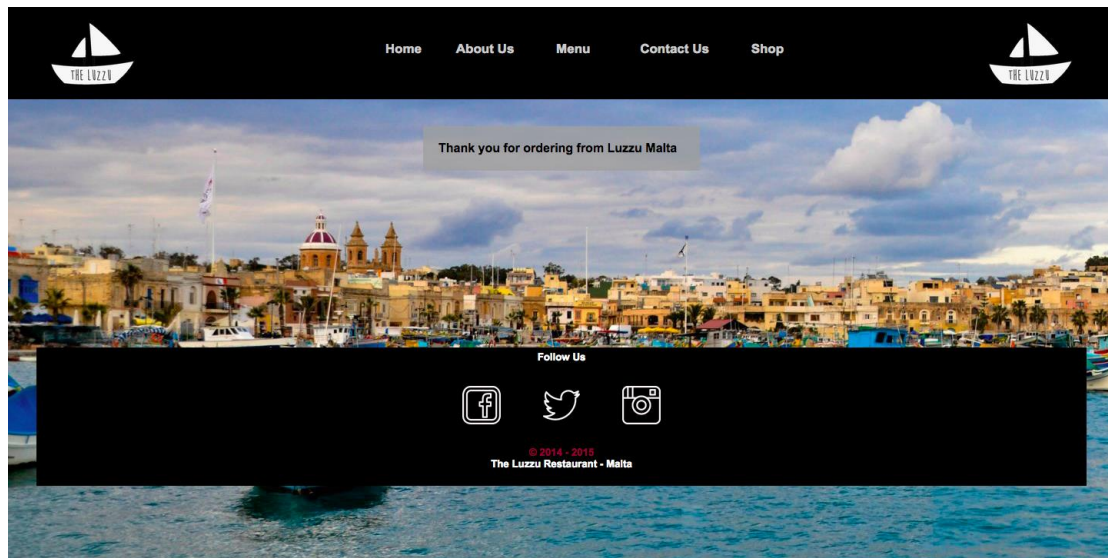 THE LUZZU
Home About Us Menu Contact Us Shop
THE LUZZU
Thank you for ordering from Luzzu Malta
Follow Us
© 2014 - 2015
The Luzzu Restaurant - Malta